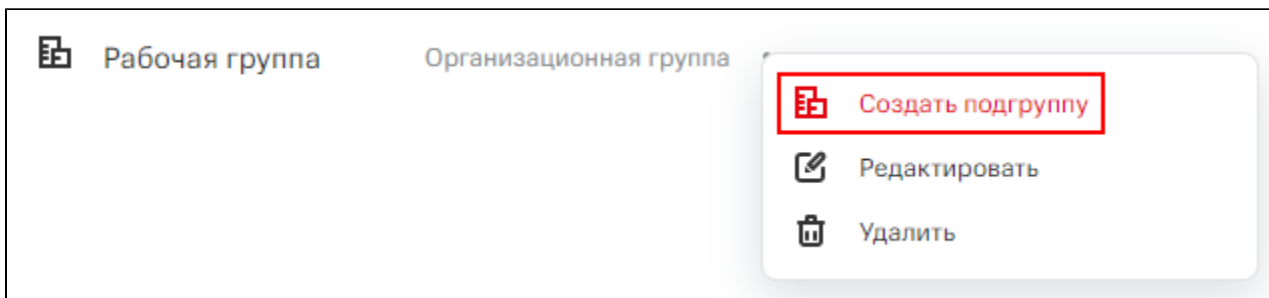 Рабочая группа Организационная группа
Создать подгруппу
Редактировать
Удалить